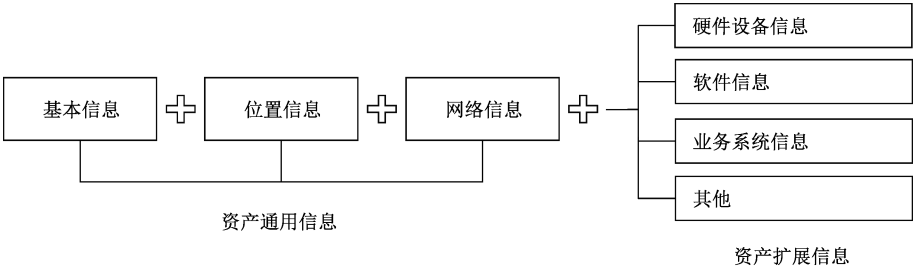 基本信息
位置信息
网络信息
硬件设备信息
软件信息
业务系统信息
其他
资产通用信息
资产扩展信息